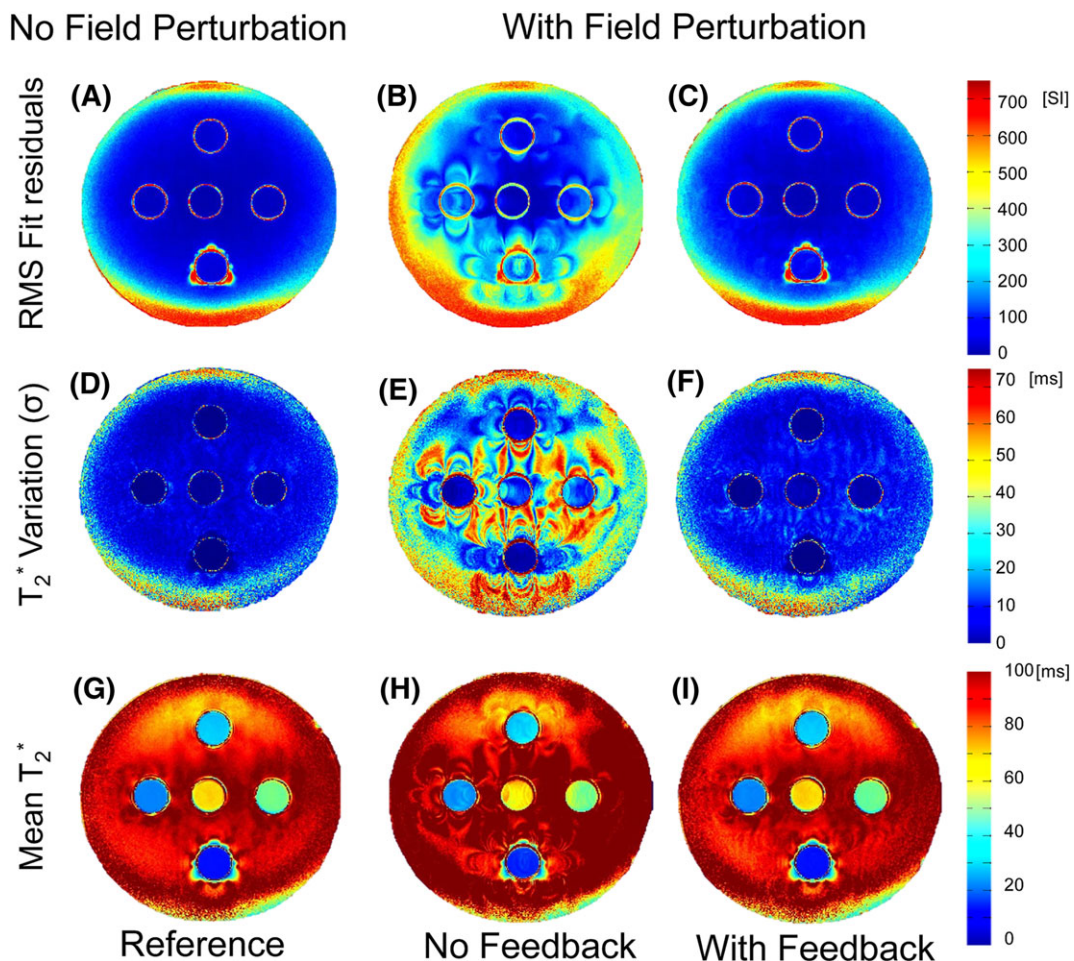 No Field Perturbation
With Field Perturbation
RMS Fit residuals
(A)
(B)
(C)
700 [SI]
600
500
400
300
200
100
0
T2* Variation (σ)
(D)
(E)
(F)
70 [ms]
60
50
40
30
20
10
0
Mean T2*
(G)
(H)
(I)
100 [ms]
80
60
40
20
0
Reference
No Feedback
With Feedback